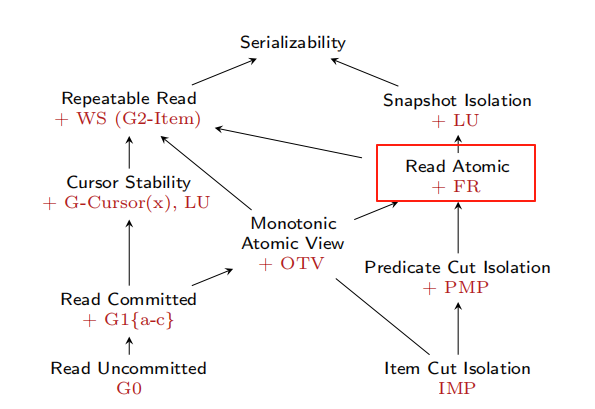 Serializability
Repeatable Read
+ WS (G2-Item)
Snapshot Isolation
+ LU
Read Atomic
+ FR
Cursor Stability
+ G-Cursor(x), LU
Monotonic
Atomic View
+ OTV
Predicate Cut Isolation
+ PMP
Read Committed
+ G1{a-c}
Read Uncommitted
G0
Item Cut Isolation
IMP